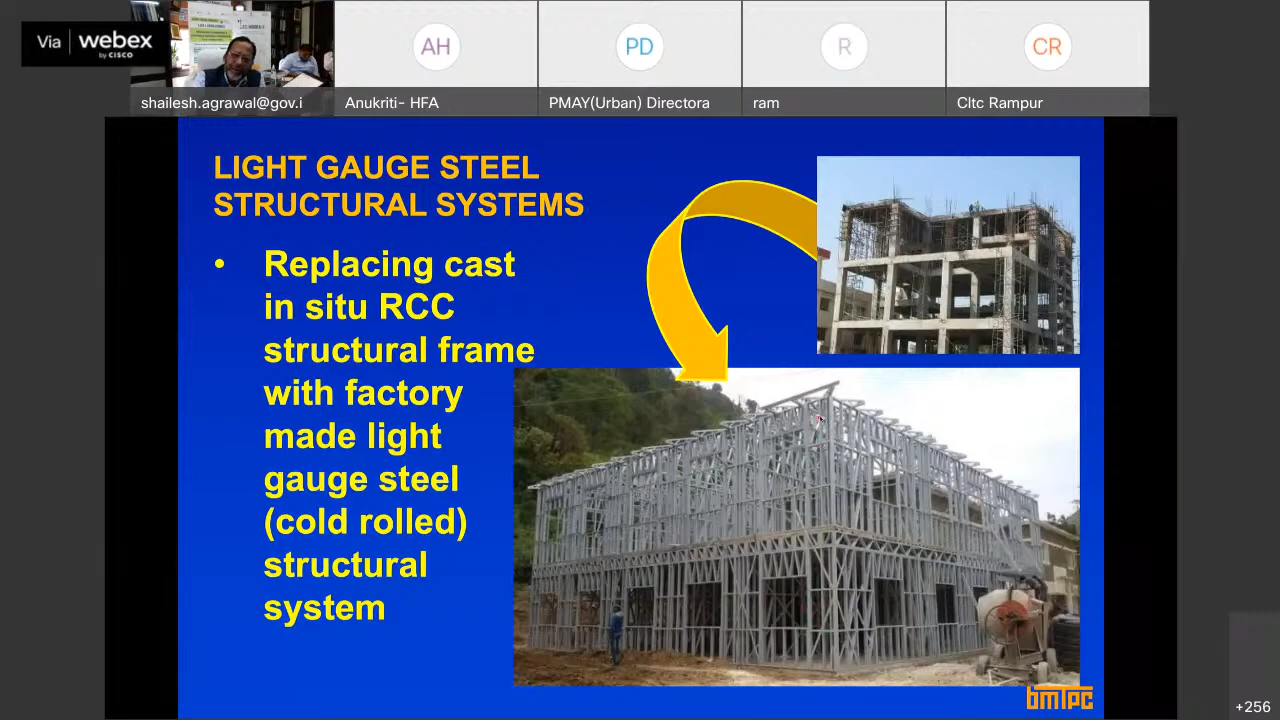 Via webex
by CISCO
AH
PD
R
CR
shailesh.agrawal@gov.i
Anukriti- HFA
PMAY(Urban) Directora
ram
Cltc Rampur
LIGHT GAUGE STEEL
STRUCTURAL SYSTEMS
• Replacing cast
in situ RCC
structural frame
with factory
made light
gauge steel
(cold rolled)
structural
system
bmTPC
+256